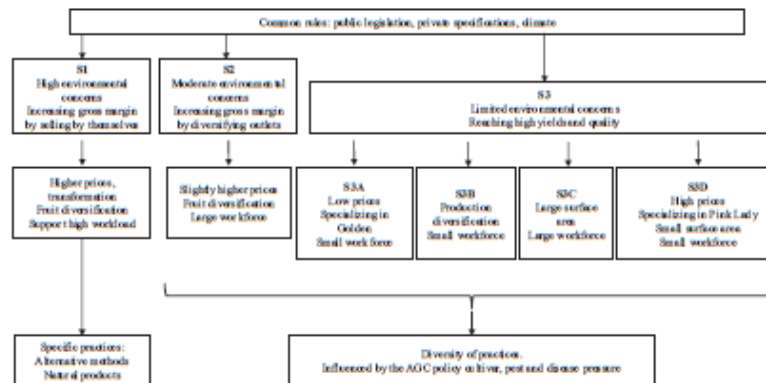 Common rules: public legislation, private specifications, climate
S1
High environmental
concerns
Increasing gross margin
by selling by themselves
S2
Moderate environmental
concerns
Increasing gross margin
by diversifying outlets
S3
Limited environmental concerns
Reaching high yields and quality
Higher prices,
transformation
Fruit diversification
Support high workload
Slightly higher prices
Fruit diversification
Large workforce
S3A
Low prices
Specializing in
Golden
Small workforce
S3B
Production
diversification
Small workforce
S3C
Large surface
area
Large workforce
S3D
High prices
Specializing in Pink Lady
Small surface area
Small workforce
Specific practices:
Alternative methods
Natural products
Diversity of practices.
Influenced by the AGC policy cultivar, pest and disease pressure